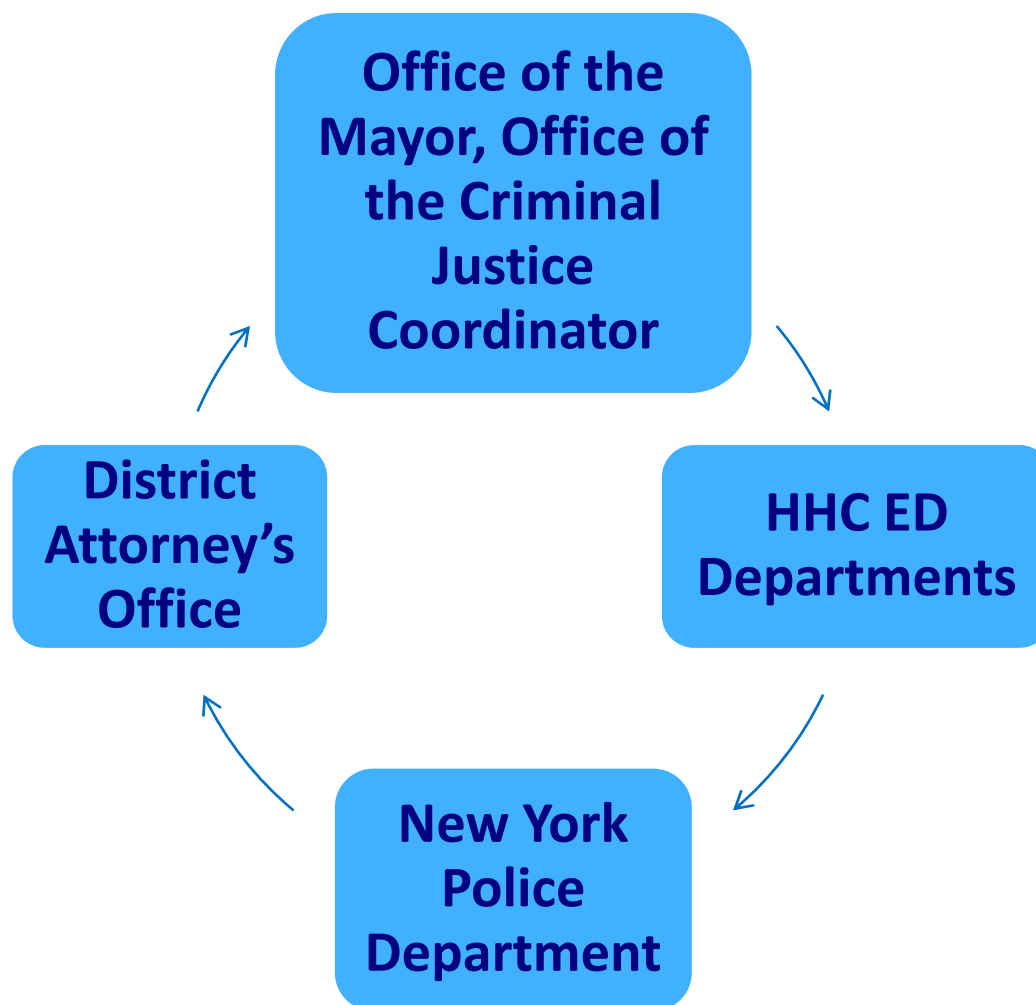 Office of the
Mayor, Office of
the Criminal
Justice
Coordinator
HHC ED
Departments
New York
Police
Department
District
Attorney’s
Office